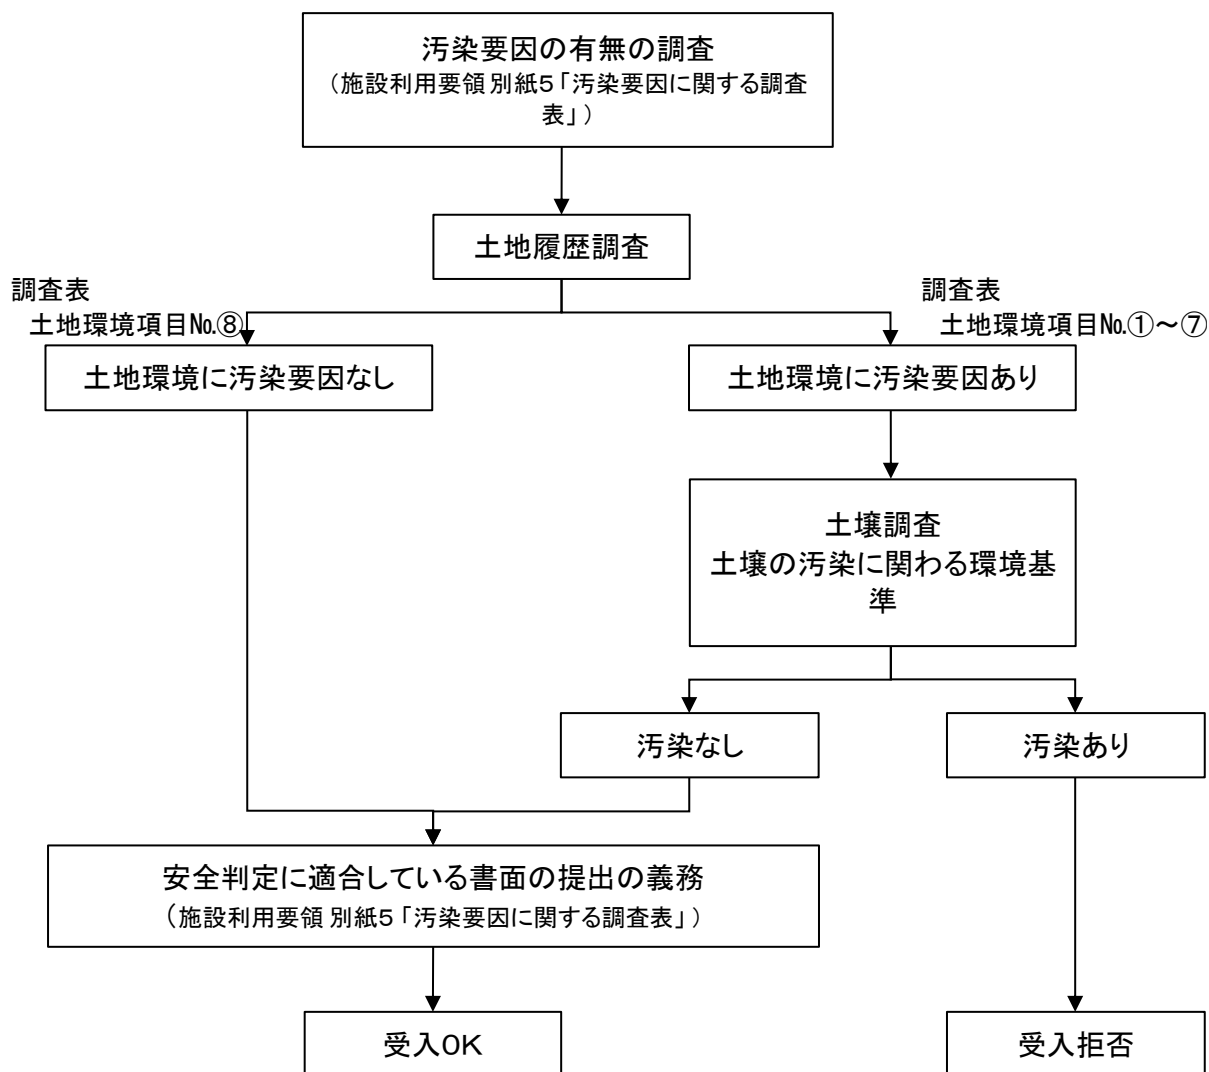 汚染要因の有無の調査
(施設利用要領 別紙5「汚染要因に関する調査
表」)
土地履歴調査
調査表
土地環境項目№⑧
調査表
土地環境項目№①～⑦
土地環境に汚染要因なし
土地環境に汚染要因あり
土壌調査
土壌の汚染に関わる環境基
準
汚染なし
汚染あり
安全判定に適合している書面の提出の義務
(施設利用要領 別紙5「汚染要因に関する調査表」)
受入OK
受入拒否